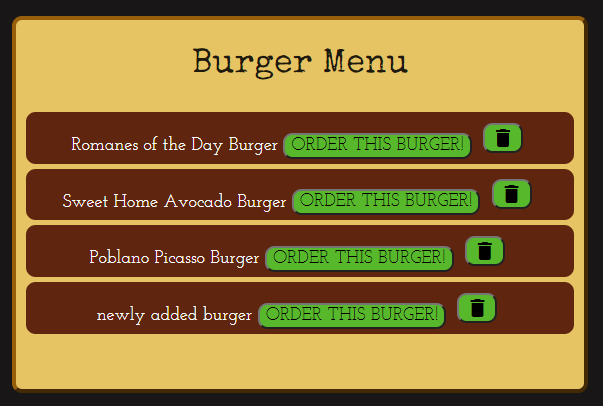 Burger Menu
Romanes of the Day Burger ORDER THIS BURGER!
Sweet Home Avocado Burger ORDER THIS BURGER!
Poblano Picasso Burger ORDER THIS BURGER!
newly added burger ORDER THIS BURGER!